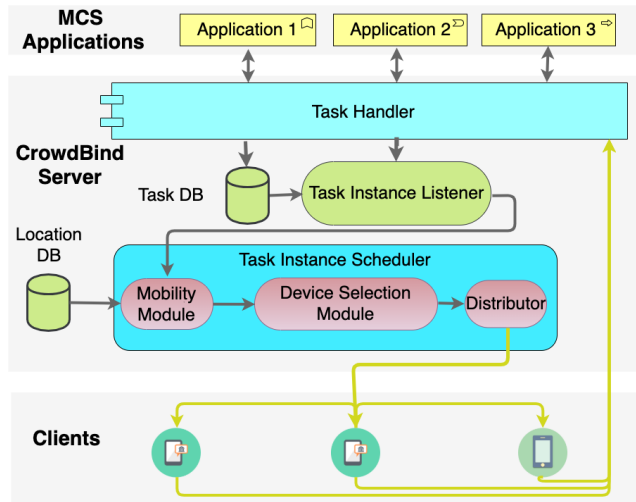 MCS
Applications
Application 1
Application 2
Application 3
Task Handler
CrowdBind
Server
Task DB
Task Instance Listener
Location
DB
Task Instance Scheduler
Mobility
Module
Device Selection
Module
Distributor
Clients